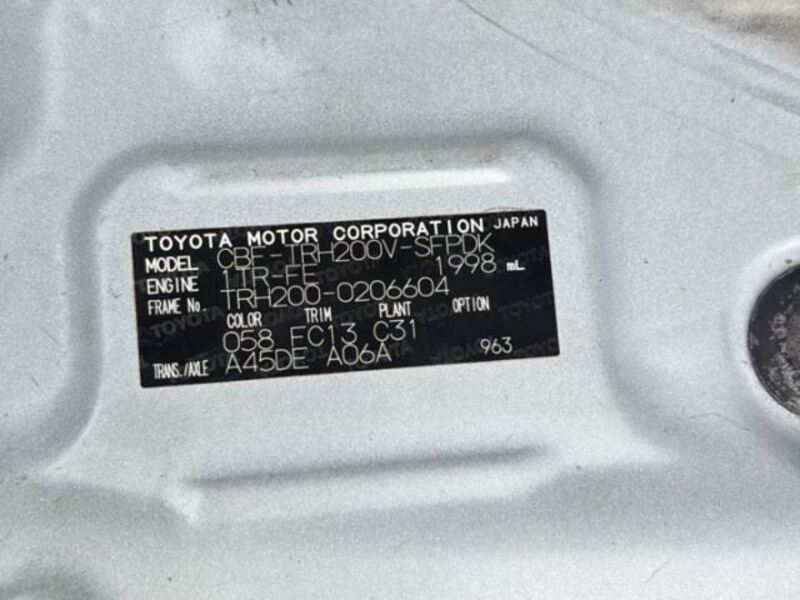 TOYOTA MOTOR CORPORATION JAPAN
MODEL CBF-TRH200V-SFPDK
ENGINE 1TR-FE 1998 mL
FRAME No. TRH200-0206604
COLOR TRIM PLANT OPTION
058 FC13 C31
TRANS./AXLE A45DE A06A 963